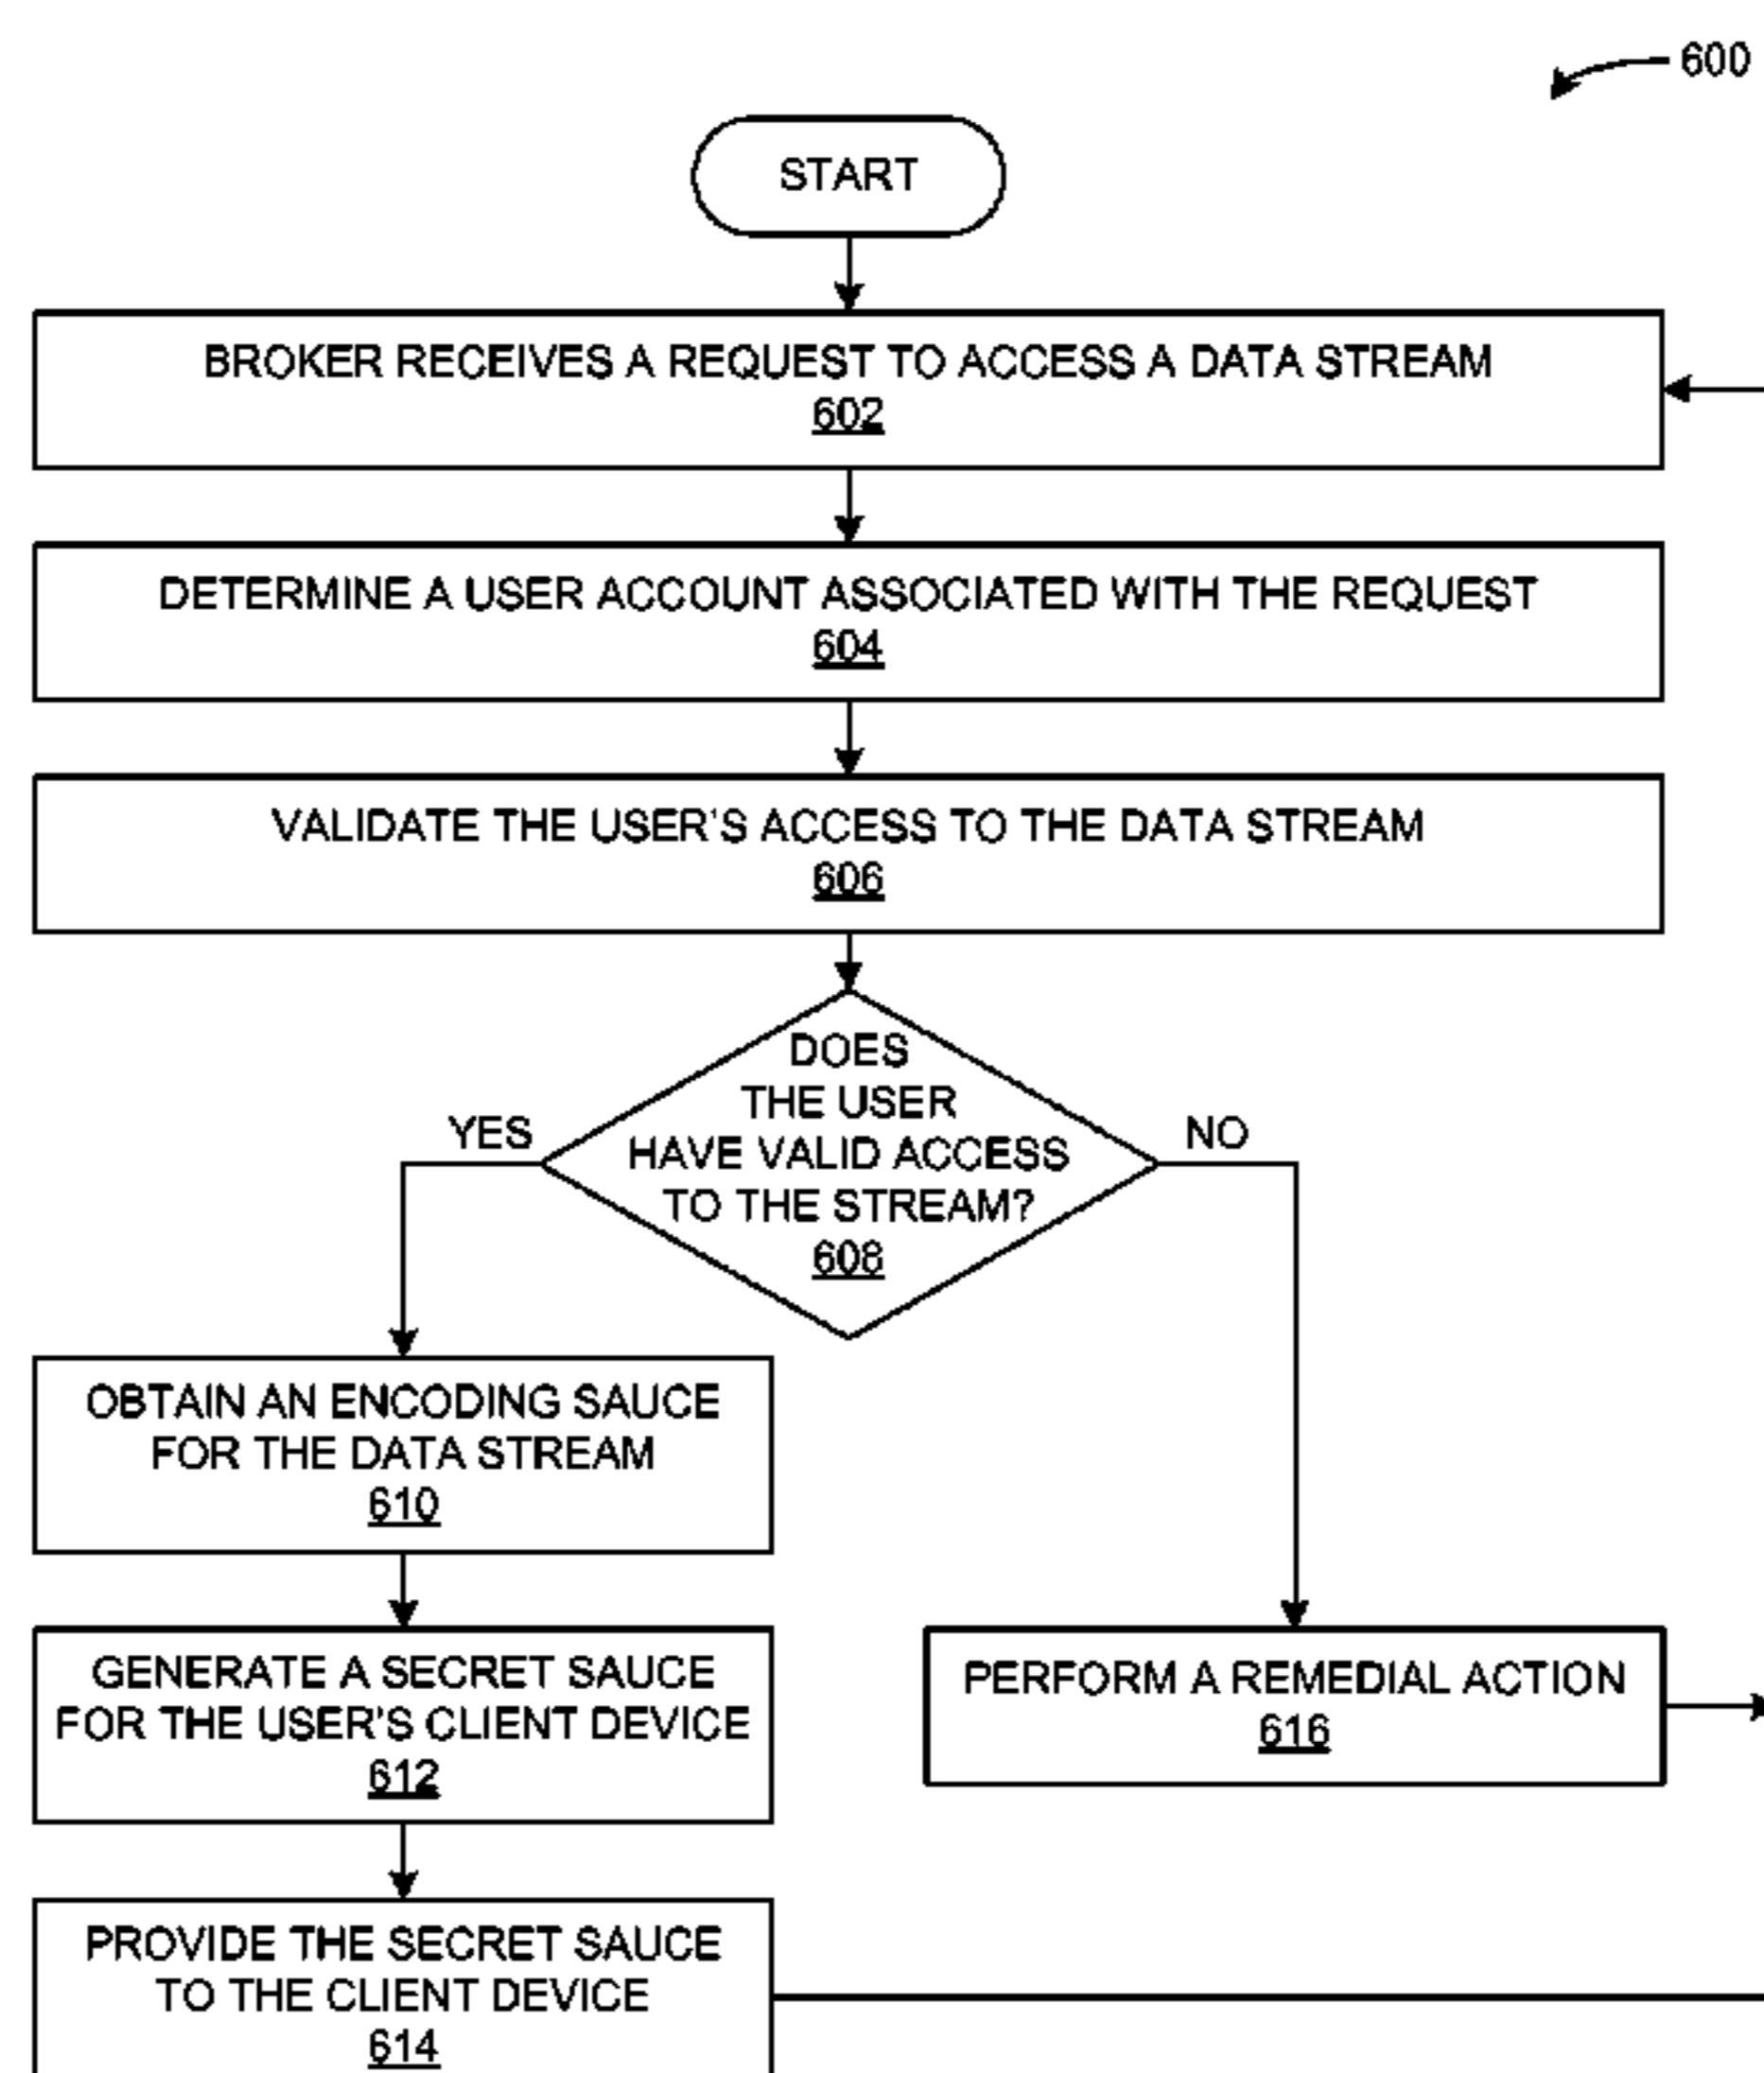 600
START
BROKER RECEIVES A REQUEST TO ACCESS A DATA STREAM
602
DETERMINE A USER ACCOUNT ASSOCIATED WITH THE REQUEST
604
VALIDATE THE USER'S ACCESS TO THE DATA STREAM
606
DOES
THE USER
HAVE VALID ACCESS
TO THE STREAM?
608
YES
NO
OBTAIN AN ENCODING SAUCE
FOR THE DATA STREAM
610
GENERATE A SECRET SAUCE
FOR THE USER'S CLIENT DEVICE
612
PERFORM A REMEDIAL ACTION
616
PROVIDE THE SECRET SAUCE
TO THE CLIENT DEVICE
614